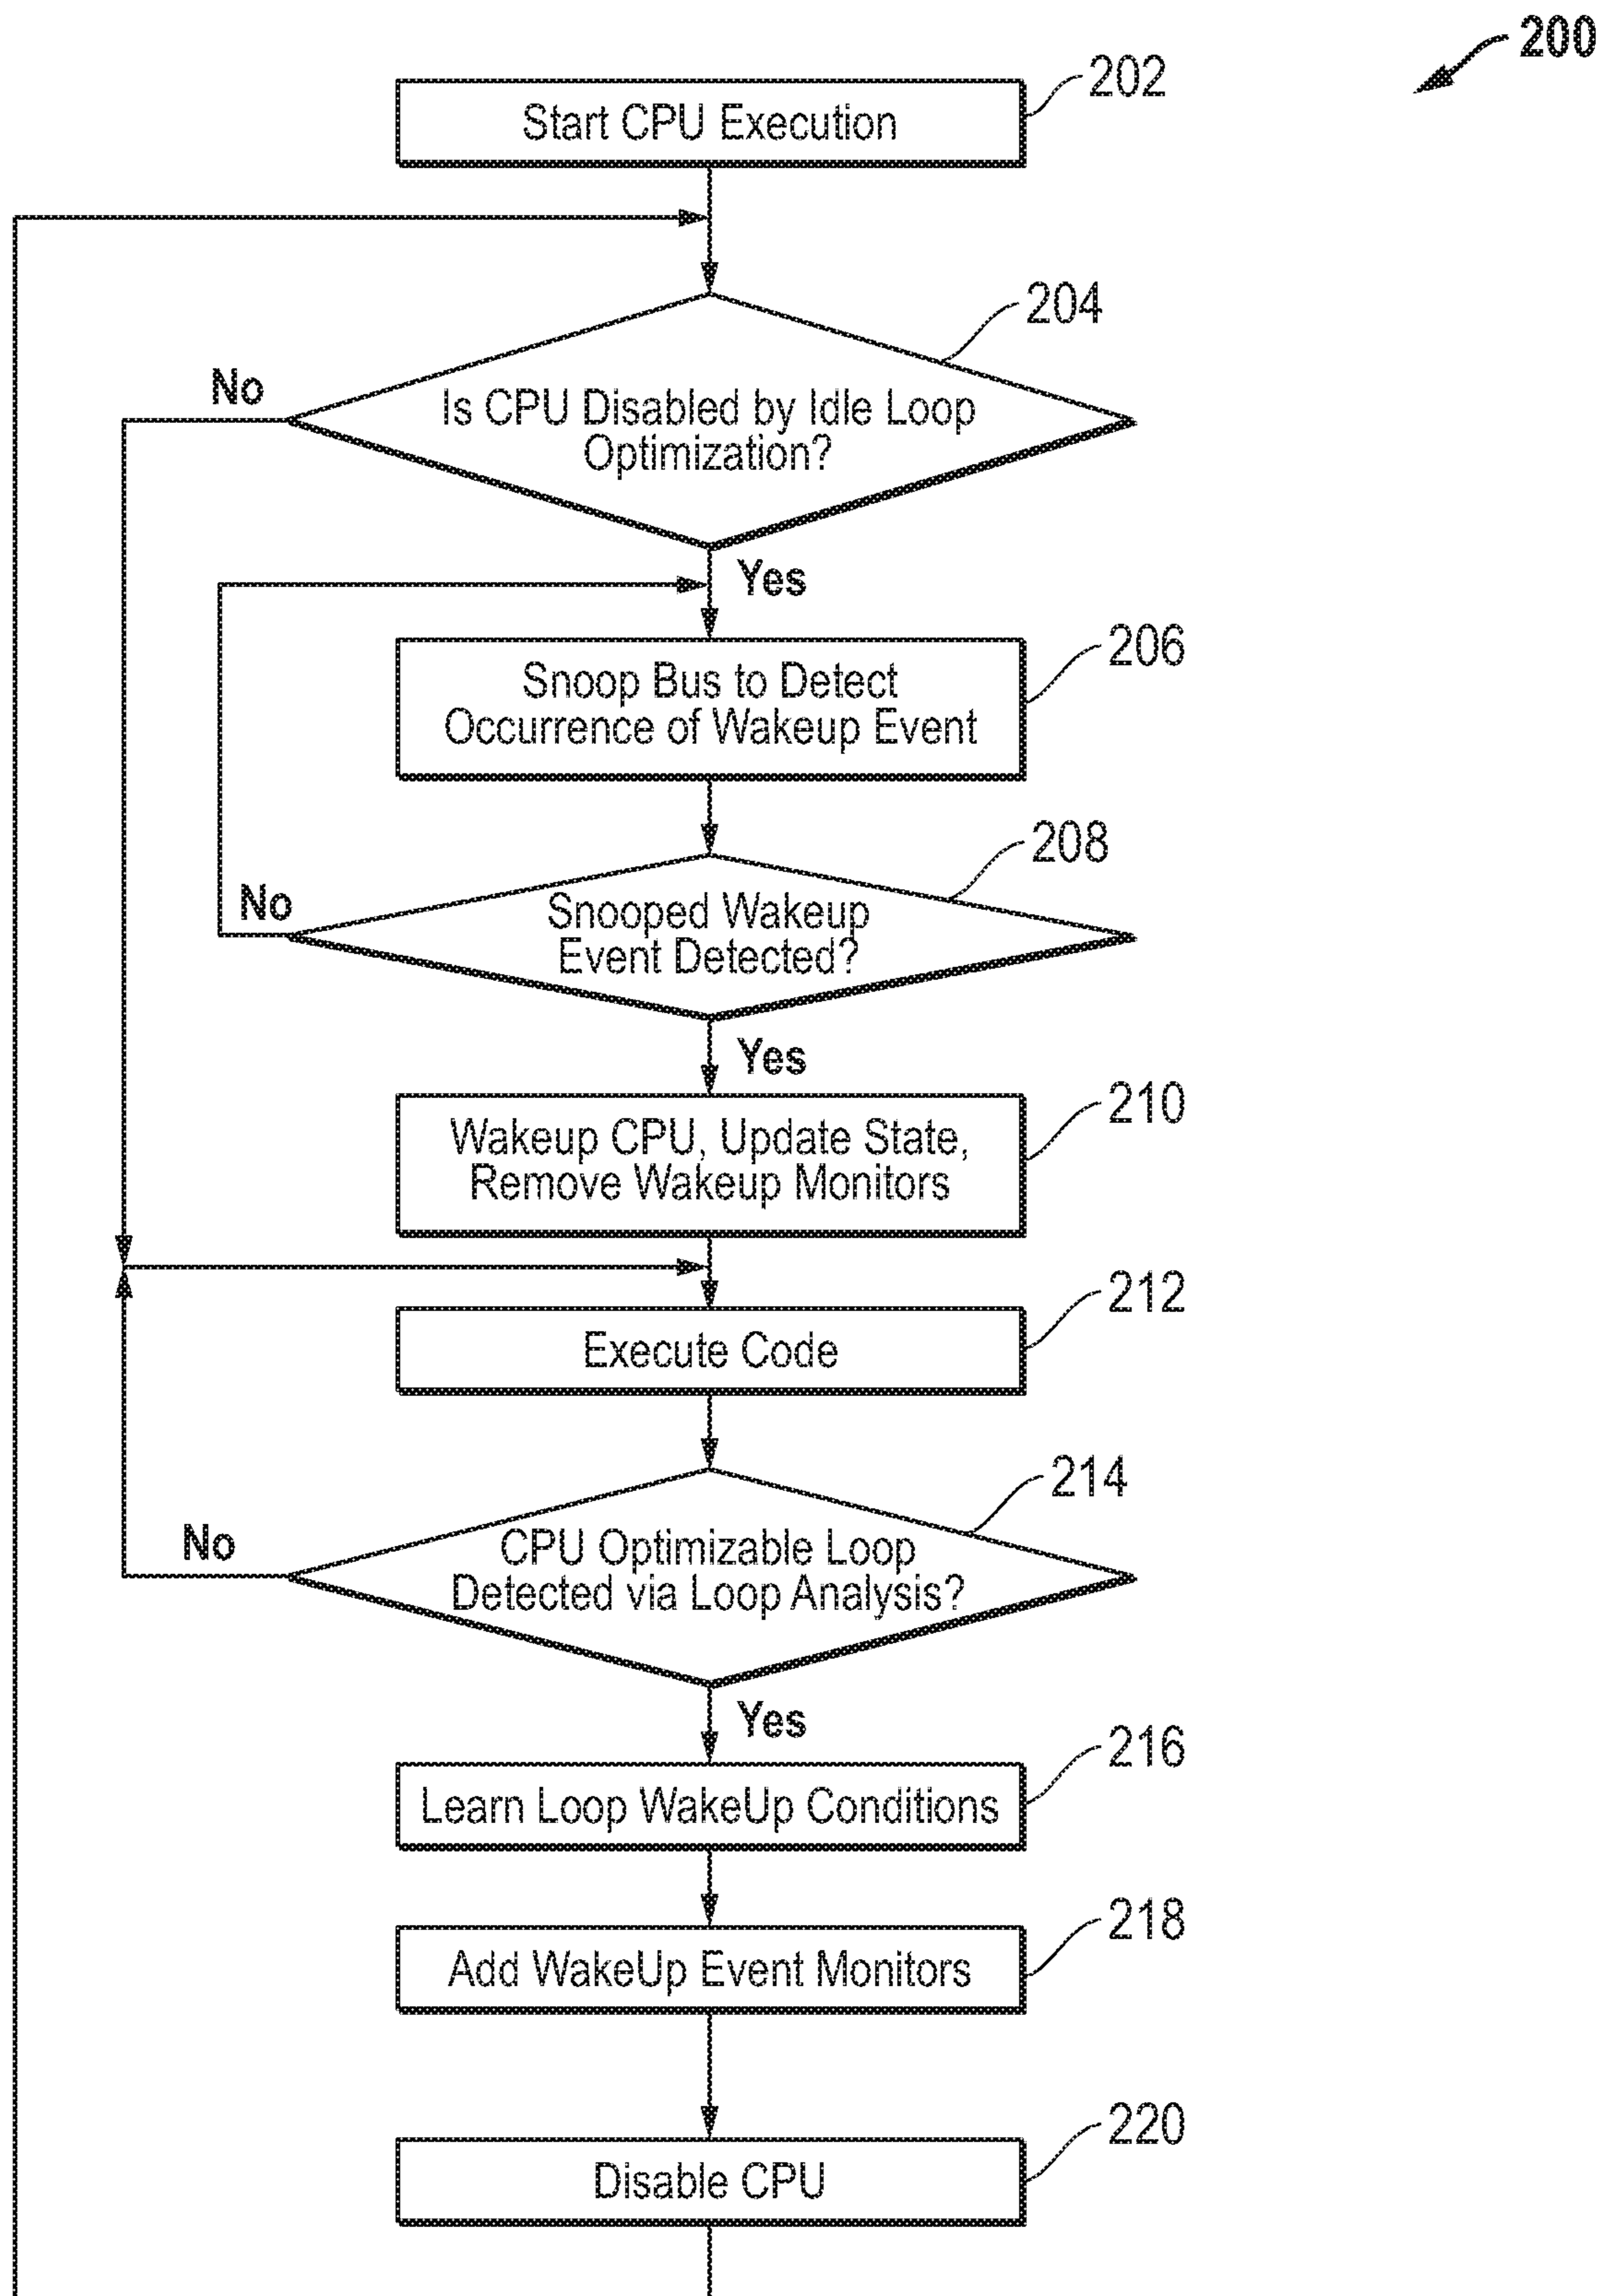 200
202
Start CPU Execution
204
No
Is CPU Disabled by Idle Loop
Optimization?
Yes
206
Snoop Bus to Detect
Occurrence of Wakeup Event
208
No
Snooped Wakeup
Event Detected?
Yes
210
Wakeup CPU, Update State,
Remove Wakeup Monitors
212
Execute Code
214
No
CPU Optimizable Loop
Detected via Loop Analysis?
Yes
216
Learn Loop WakeUp Conditions
218
Add WakeUp Event Monitors
220
Disable CPU